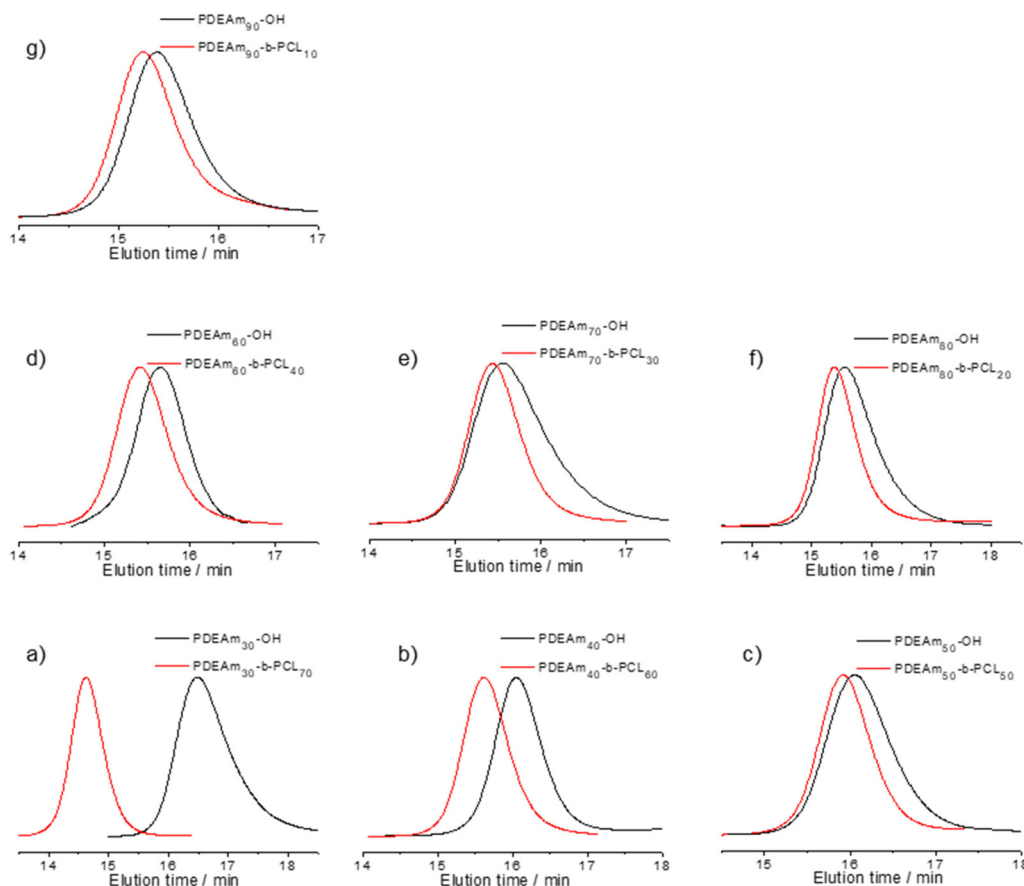 g)
PDEAm₉₀-OH
PDEAm₉₀-b-PCL₁₀
14 15 16 17
Elution time / min
d)
PDEAm₆₀-OH
PDEAm₆₀-b-PCL₄₀
14 15 16 17
Elution time / min
e)
PDEAm₇₀-OH
PDEAm₇₀-b-PCL₃₀
14 15 16 17
Elution time / min
f)
PDEAm₈₀-OH
PDEAm₈₀-b-PCL₂₀
14 15 16 17 18
Elution time / min
a)
PDEAm₃₀-OH
PDEAm₃₀-b-PCL₇₀
14 15 16 17 18
Elution time / min
b)
PDEAm₄₀-OH
PDEAm₄₀-b-PCL₆₀
14 15 16 17 18
Elution time / min
c)
PDEAm₅₀-OH
PDEAm₅₀-b-PCL₅₀
15 16 17 18
Elution time / min